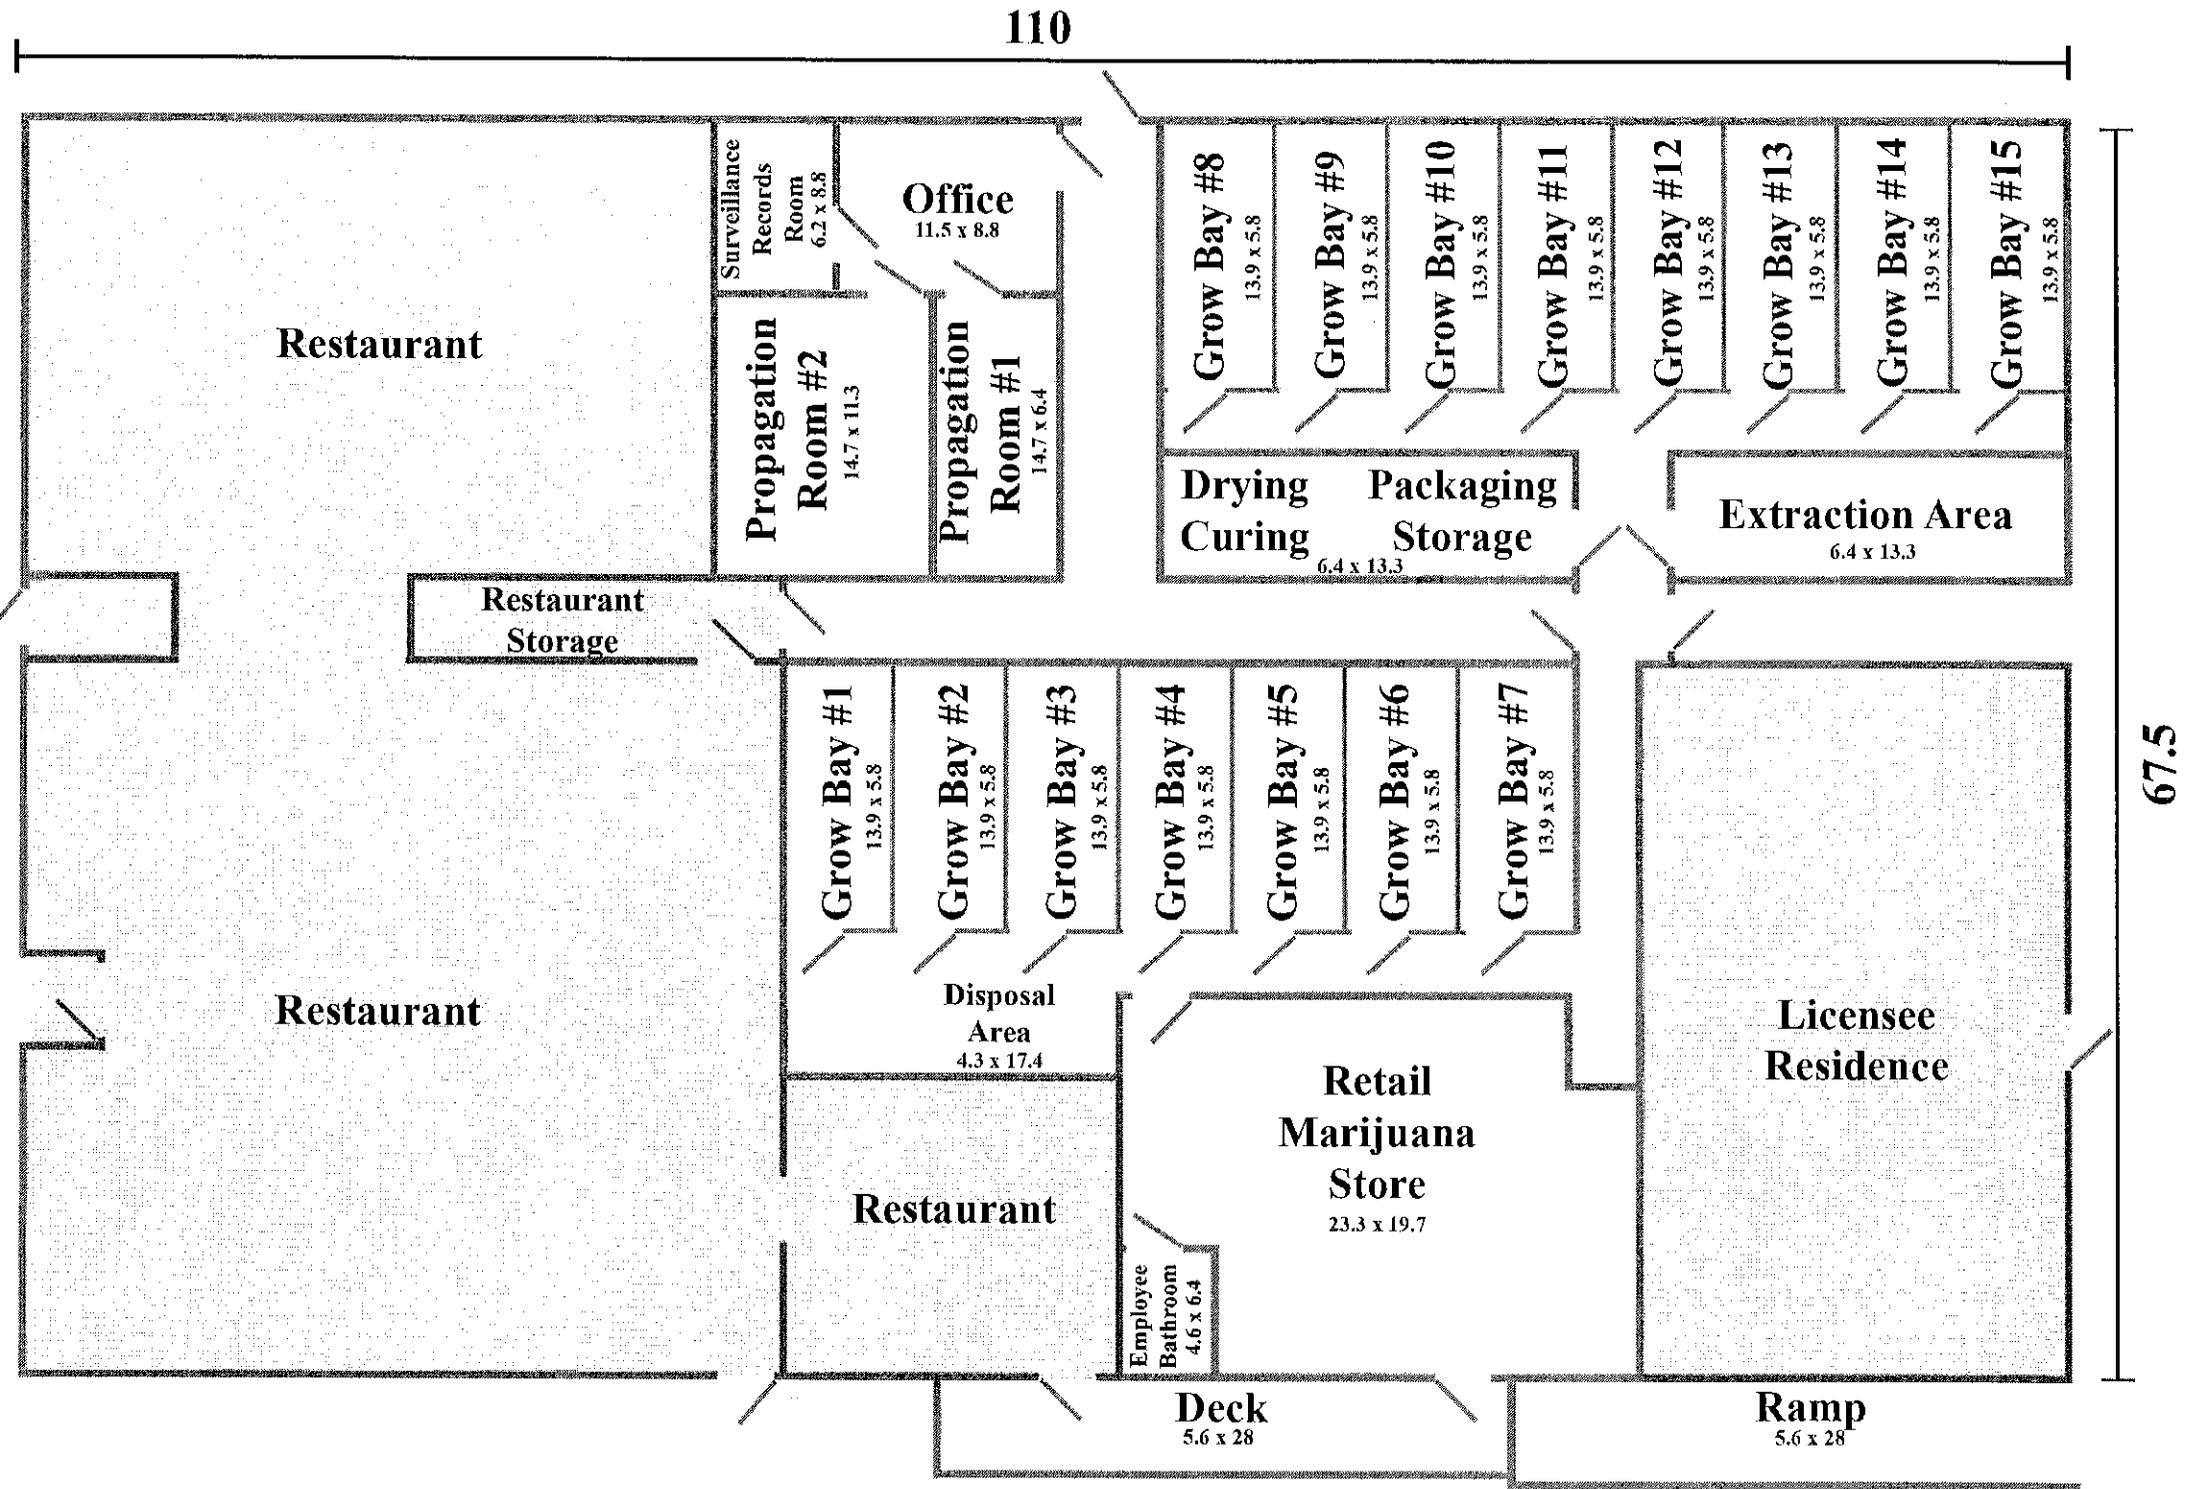 110
67.5
Restaurant
Surveillance
Records
Room
6.2 x 8.8
Office
11.5 x 8.8
Propagation
Room #2
14.7 x 11.3
Propagation
Room #1
14.7 x 6.4
Grow Bay #8
13.9 x 5.8
Grow Bay #9
13.9 x 5.8
Grow Bay #10
13.9 x 5.8
Grow Bay #11
13.9 x 5.8
Grow Bay #12
13.9 x 5.8
Grow Bay #13
13.9 x 5.8
Grow Bay #14
13.9 x 5.8
Grow Bay #15
13.9 x 5.8
Drying
Curing
Packaging
Storage
6.4 x 13.3
Extraction Area
6.4 x 13.3
Restaurant
Storage
Grow Bay #1
13.9 x 5.8
Grow Bay #2
13.9 x 5.8
Grow Bay #3
13.9 x 5.8
Grow Bay #4
13.9 x 5.8
Grow Bay #5
13.9 x 5.8
Grow Bay #6
13.9 x 5.8
Grow Bay #7
13.9 x 5.8
Restaurant
Disposal
Area
4.3 x 17.4
Licensee
Residence
Retail
Marijuana
Store
23.3 x 19.7
Restaurant
Employee
Bathroom
4.6 x 6.4
Deck
5.6 x 28
Ramp
5.6 x 28